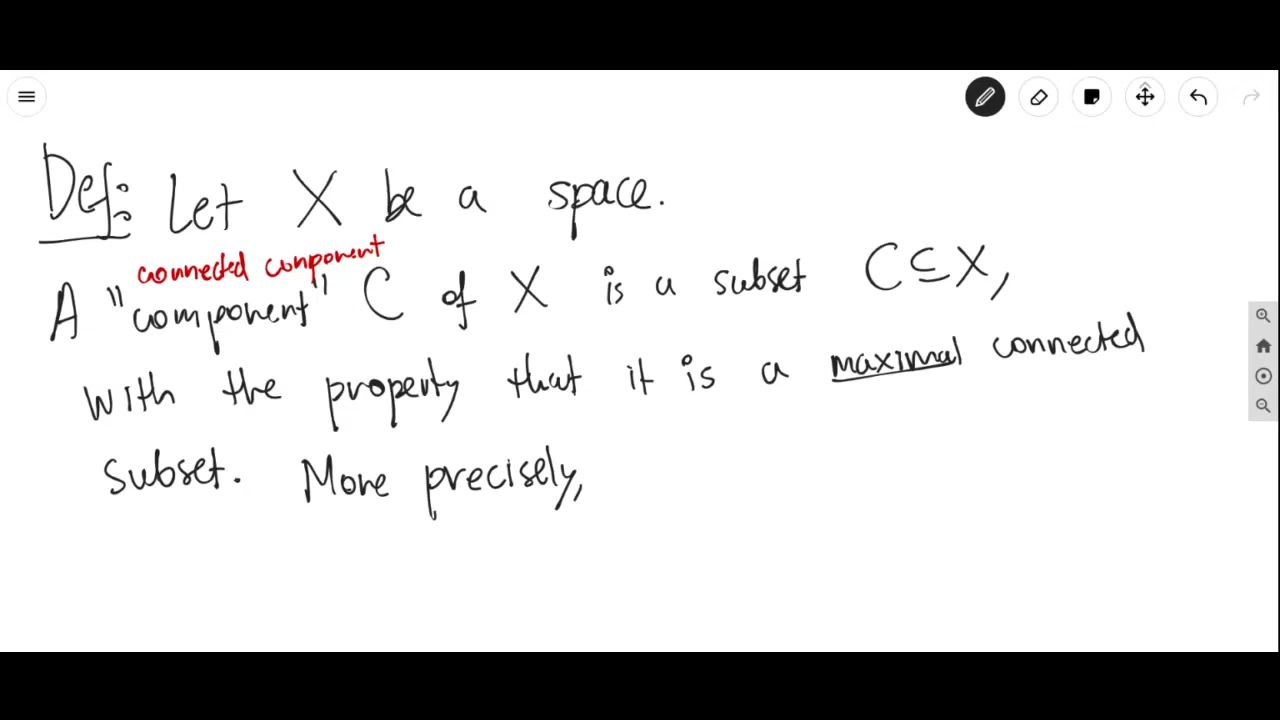 Def: Let X be a space.
connected component
A "component" C of X is a subset C⊆X,
with the property that it is a maximal connected
subset. More precisely,